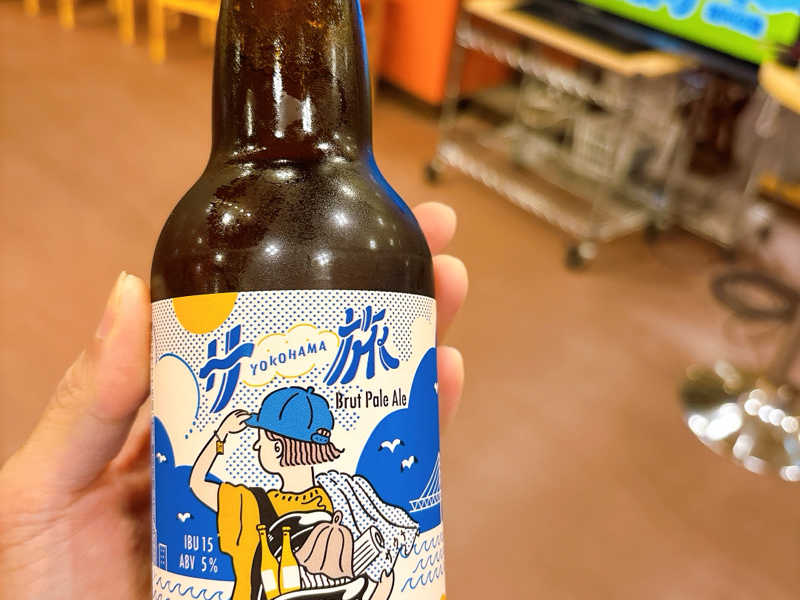 サ旅
YOKOHAMA
Brut Pale Ale
IBU 15
ABV 5%